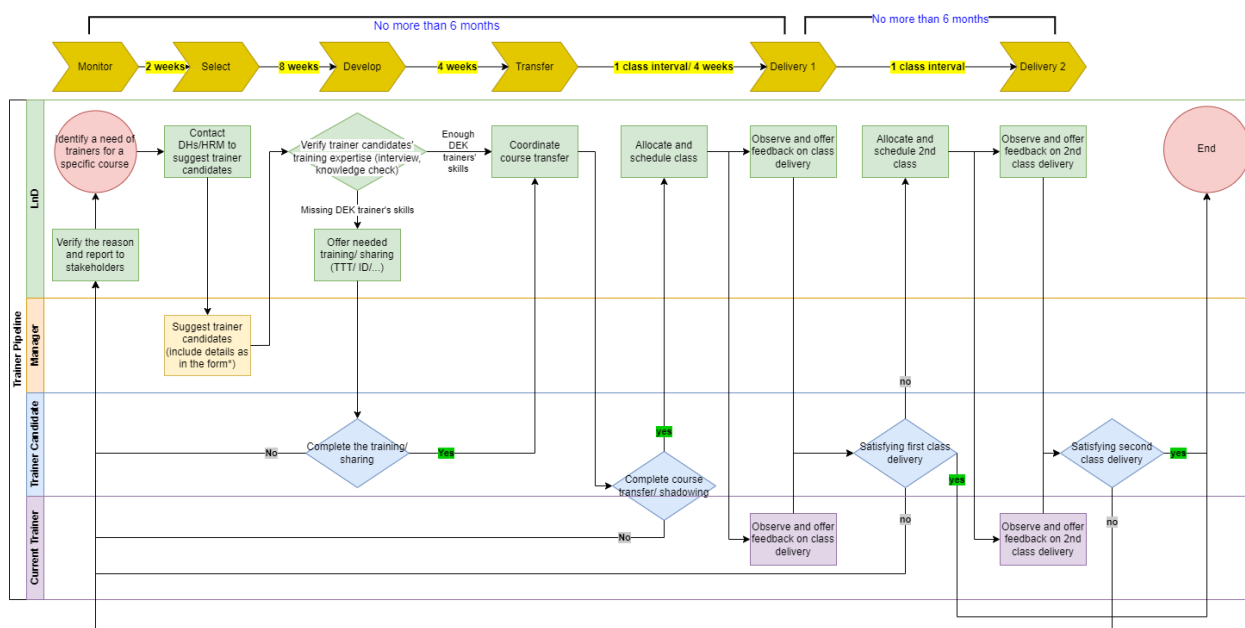 No more than 6 months
No more than 6 months
Monitor
2 weeks
Select
8 weeks
Develop
4 weeks
Transfer
1 class interval/ 4 weeks
Delivery 1
1 class interval
Delivery 2
Trainer Pipeline
LnD
Identify a need of
trainers for a
specific course
Contact
DHs/HRM to
suggest trainer
candidates
Verify trainer candidates'
training expertise (interview,
knowledge check)
Enough
DEK
trainers'
skills
Coordinate
course transfer
Allocate and
schedule class
Observe and offer
feedback on class
delivery
Allocate and
schedule 2nd
class
Observe and offer
feedback on 2nd
class delivery
End
Missing DEK trainer's skills
Verify the reason
and report to
stakeholders
Offer needed
training/ sharing
(TTT/ ID/...)
Manager
Suggest trainer
candidates
(include details as
in the form*)
no
Trainer Candidate
No
Complete the training/
sharing
Yes
yes
Complete course
transfer/ shadowing
Satisfying first class
delivery
yes
Satisfying second
class delivery
yes
Current Trainer
No
Observe and offer
feedback on class
delivery
no
Observe and offer
feedback on 2nd
class delivery
no